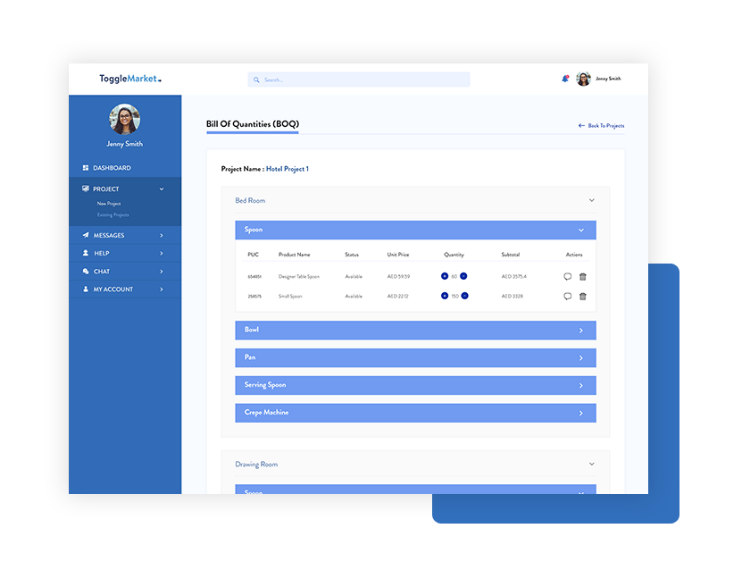 ToggleMarket
Search...
Jenny Smith
Jenny Smith
DASHBOARD
PROJECT
New Project
Existing Projects
MESSAGES
HELP
CHAT
MY ACCOUNT
Bill Of Quantities (BOQ)
Back To Projects
Project Name : Hotel Project 1
Bed Room
Spoon
PUC Product Name Status Unit Price Quantity Subtotal Actions
654651 Designer Table Spoon Available AED 59.59 60 AED 3575.4
256575 Small Spoon Available AED 22.12 150 AED 3328
Bowl
Pan
Serving Spoon
Crepe Machine
Drawing Room
Spoon